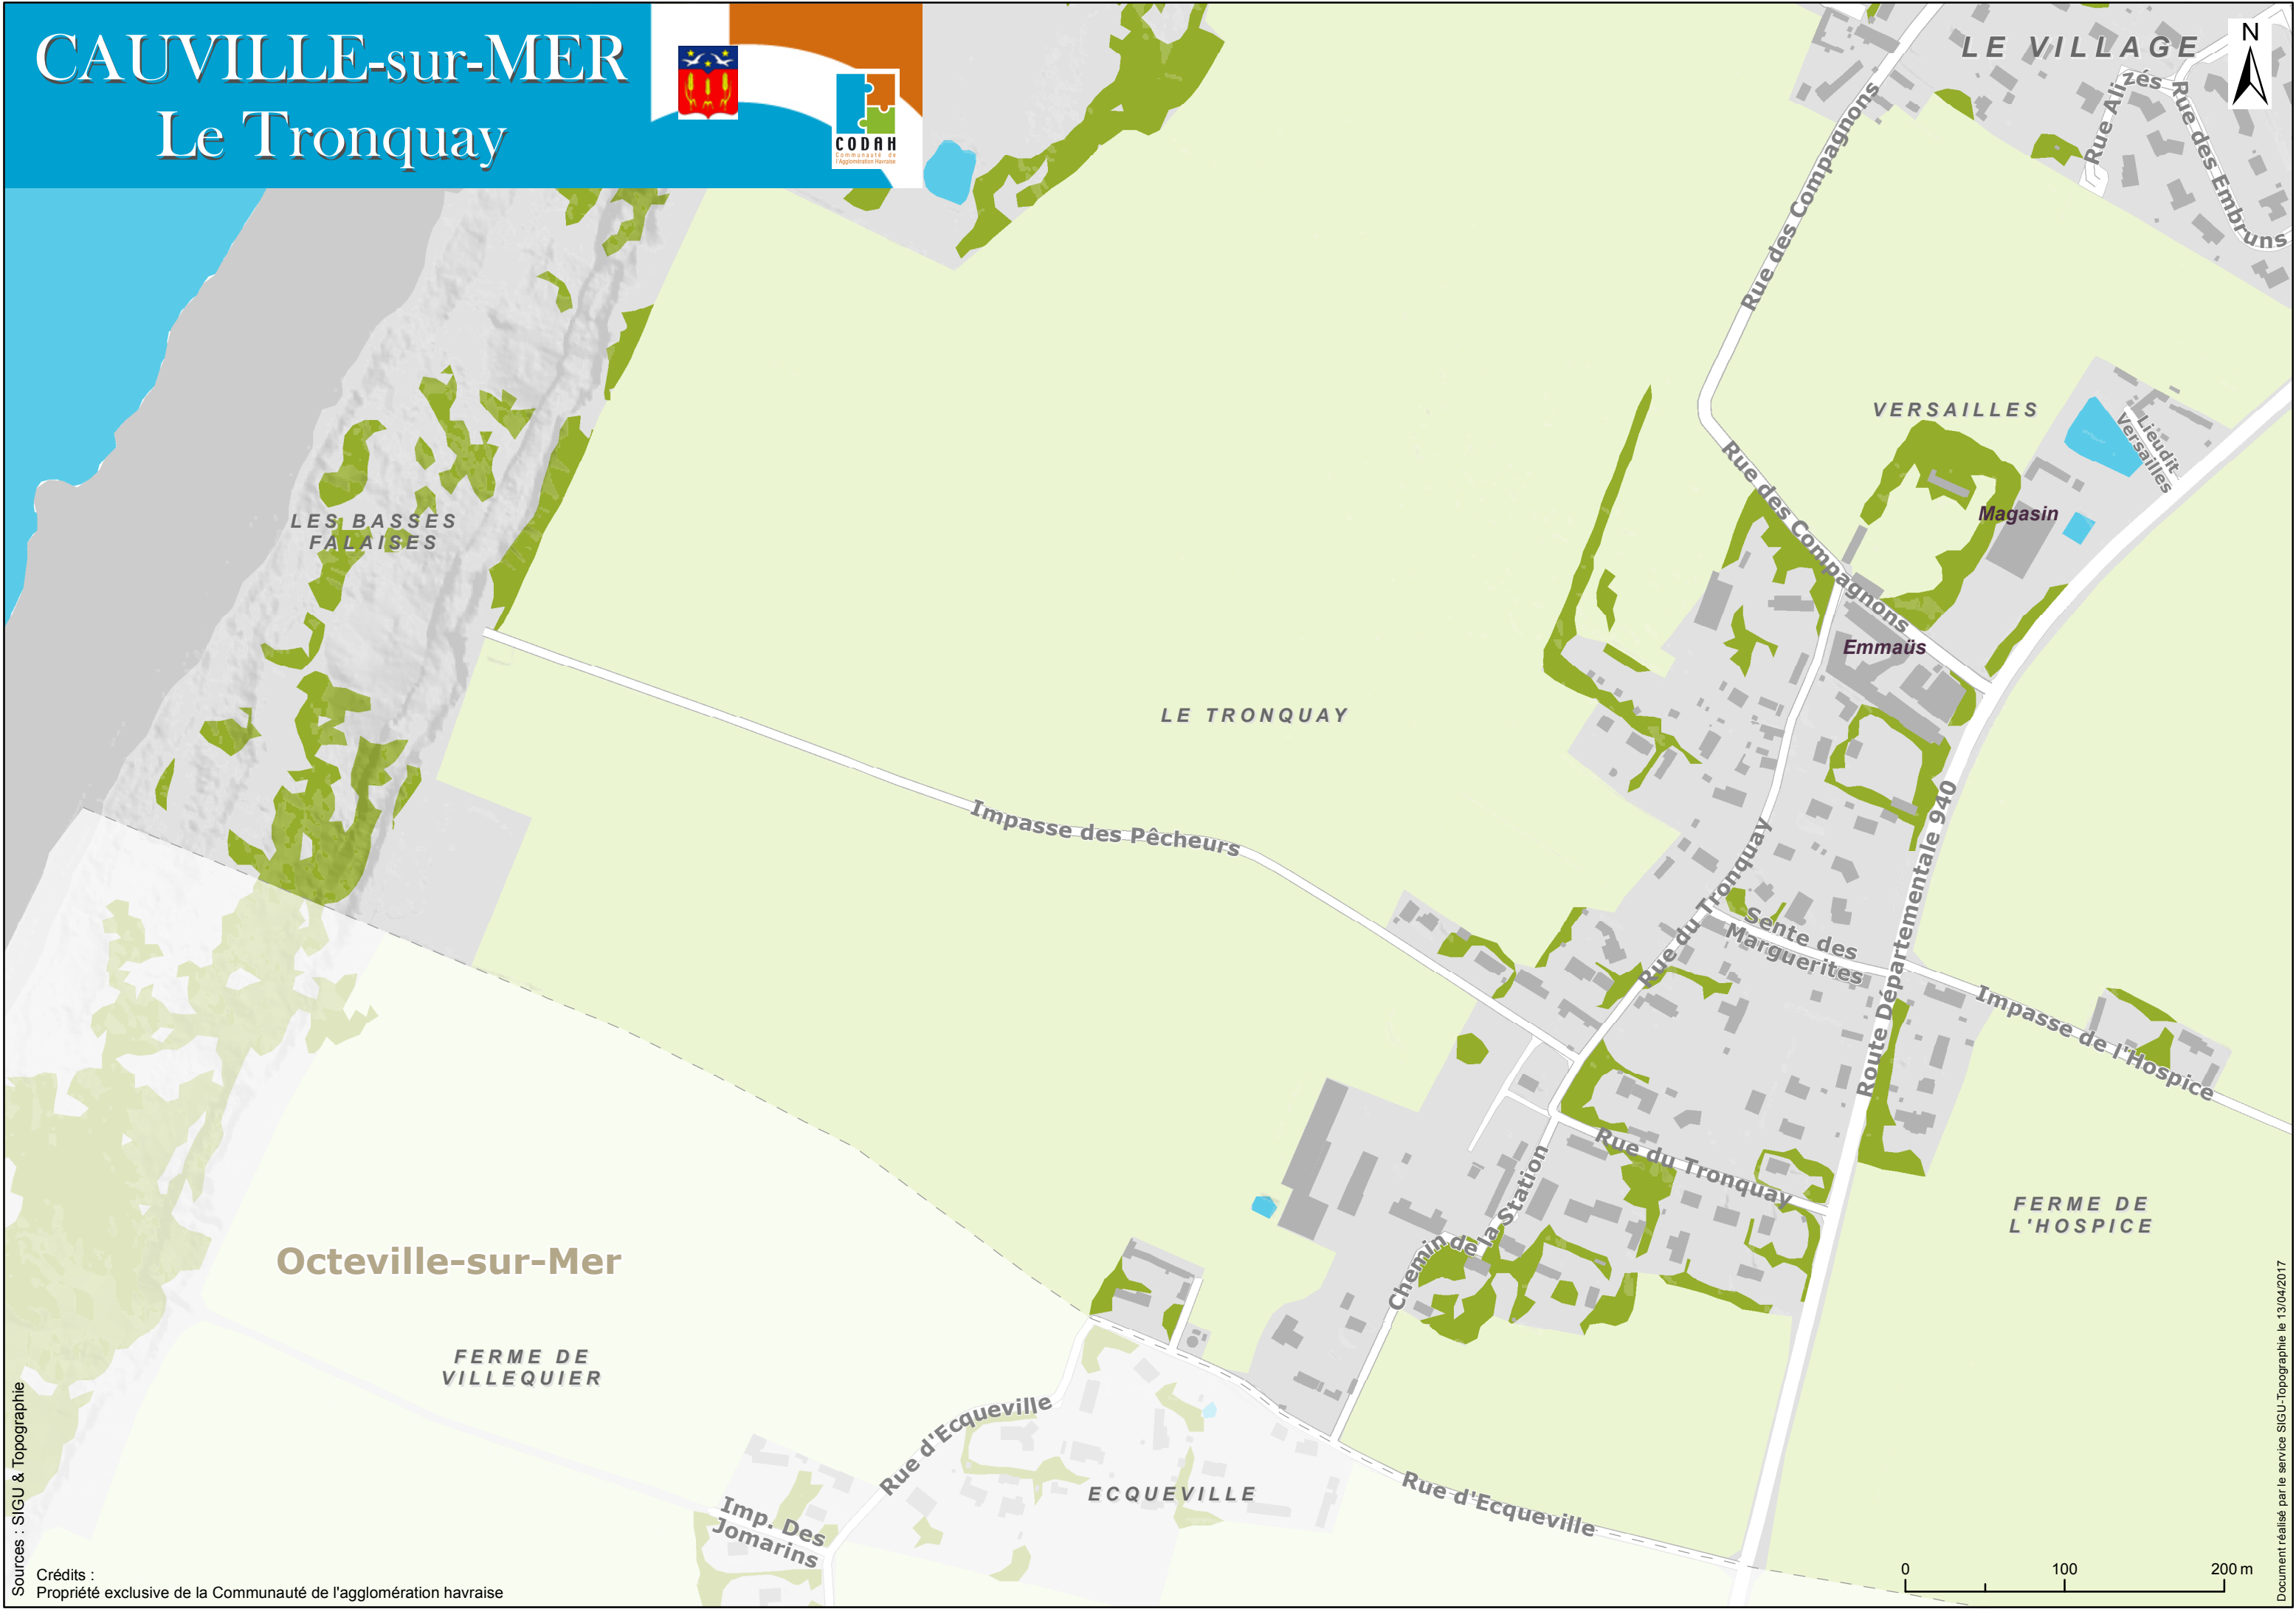 CAUVILLE-sur-MER
Le Tronquay
CODAH
Communauté de
l'Agglomération Havraise
N
LE VILLAGE
Rue Alizés
Rue des Embruns
Rue des Compagnons
VERSAILLES
Lieudit
Versailles
Rue des Compagnons
Magasin
Emmaüs
LES BASSES
FALAISES
LE TRONQUAY
Impasse des Pêcheurs
Rue du Tronquay
Route Départementale 940
Sente des
Marguerites
Impasse de l'Hospice
Rue du Tronquay
Chemin de la Station
FERME DE
L'HOSPICE
Octeville-sur-Mer
FERME DE
VILLEQUIER
Rue d'Ecqueville
ECQUEVILLE
Rue d'Ecqueville
Imp. Des
Jomarins
0 100 200 m
Sources : SIGU & Topographie
Crédits :
Propriété exclusive de la Communauté de l'agglomération havraise
Document réalisé par le service SIGU-Topographie le 13/04/2017